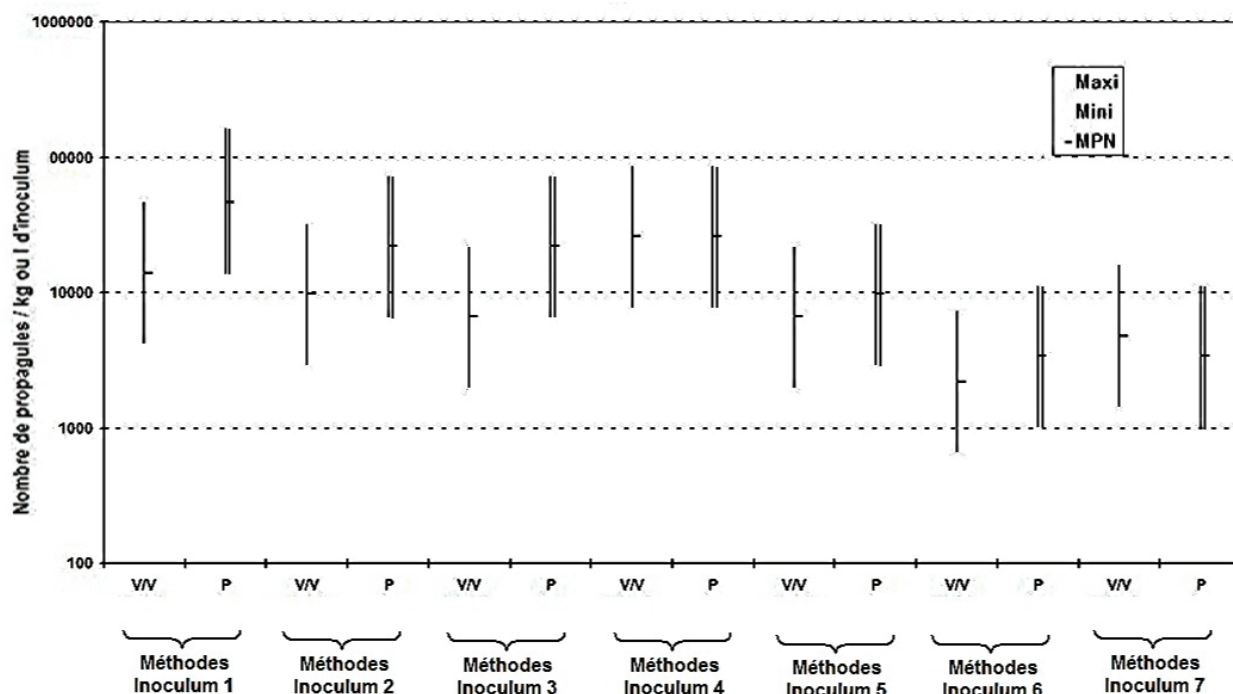 1000000
00000
10000
1000
100
Nombre de propagules / kg ou l d'inoculum
Maxi
Mini
-MPN
V/V P V/V P V/V P V/V P V/V P V/V P V/V P
Méthodes Méthodes Méthodes Méthodes Méthodes Méthodes Méthodes
Inoculum 1 Inoculum 2 Inoculum 3 Inoculum 4 Inoculum 5 Inoculum 6 Inoculum 7